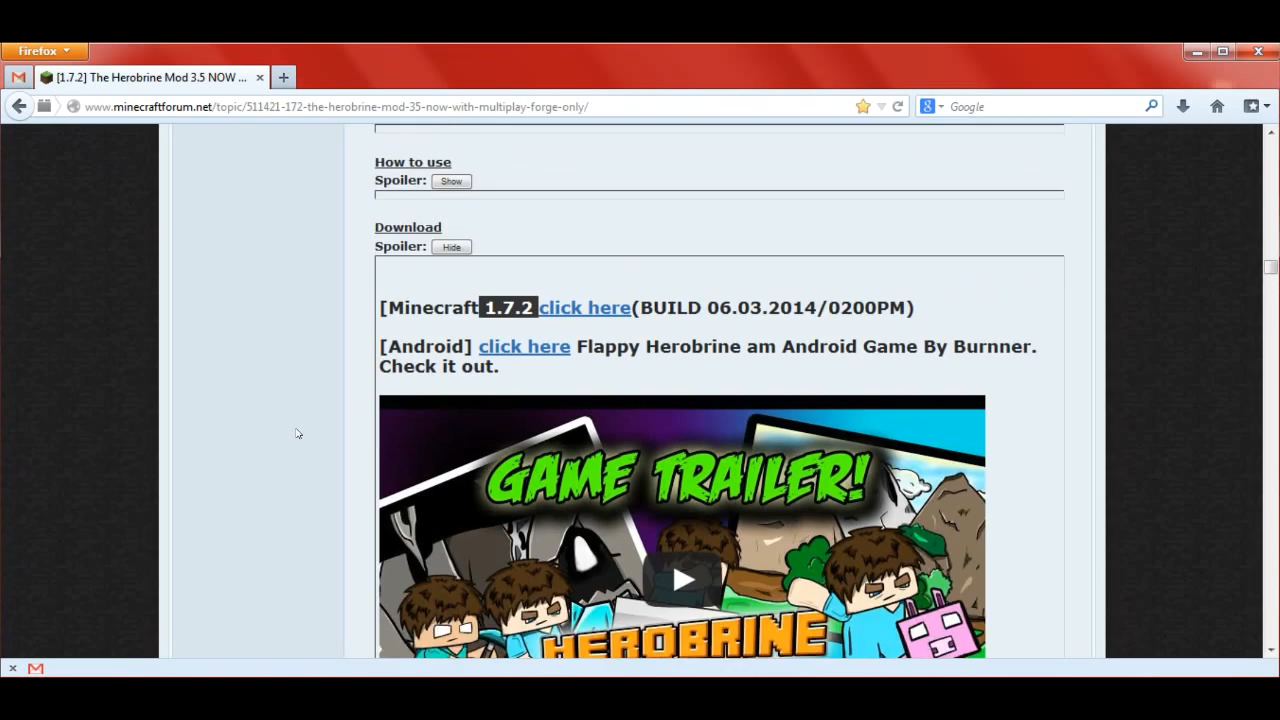 Firefox
[1.7.2] The Herobrine Mod 3.5 NOW ...
www.minecraftforum.net/topic/511421-172-the-herobrine-mod-35-now-with-multiplay-forge-only/
Google
How to use
Spoiler: Show
Download
Spoiler: Hide
[Minecraft 1.7.2 click here(BUILD 06.03.2014/0200PM)
[Android] click here Flappy Herobrine am Android Game By Burnner.
Check it out.
GAME TRAILER!
HEROBRINE